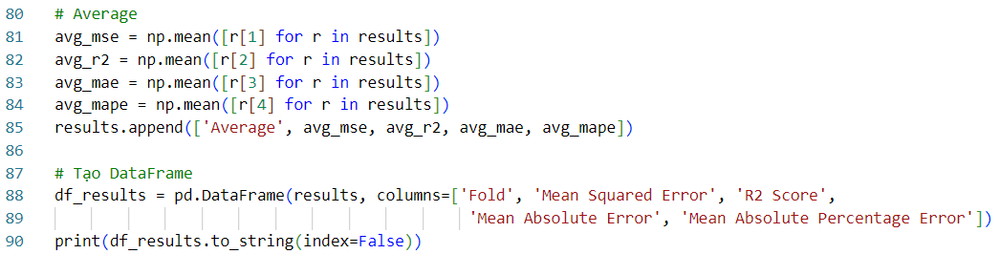 80 # Average
81 avg_mse = np.mean([r[1] for r in results])
82 avg_r2 = np.mean([r[2] for r in results])
83 avg_mae = np.mean([r[3] for r in results])
84 avg_mape = np.mean([r[4] for r in results])
85 results.append(['Average', avg_mse, avg_r2, avg_mae, avg_mape])
86
87 # Tạo DataFrame
88 df_results = pd.DataFrame(results, columns=['Fold', 'Mean Squared Error', 'R2 Score',
89 'Mean Absolute Error', 'Mean Absolute Percentage Error'])
90 print(df_results.to_string(index=False))